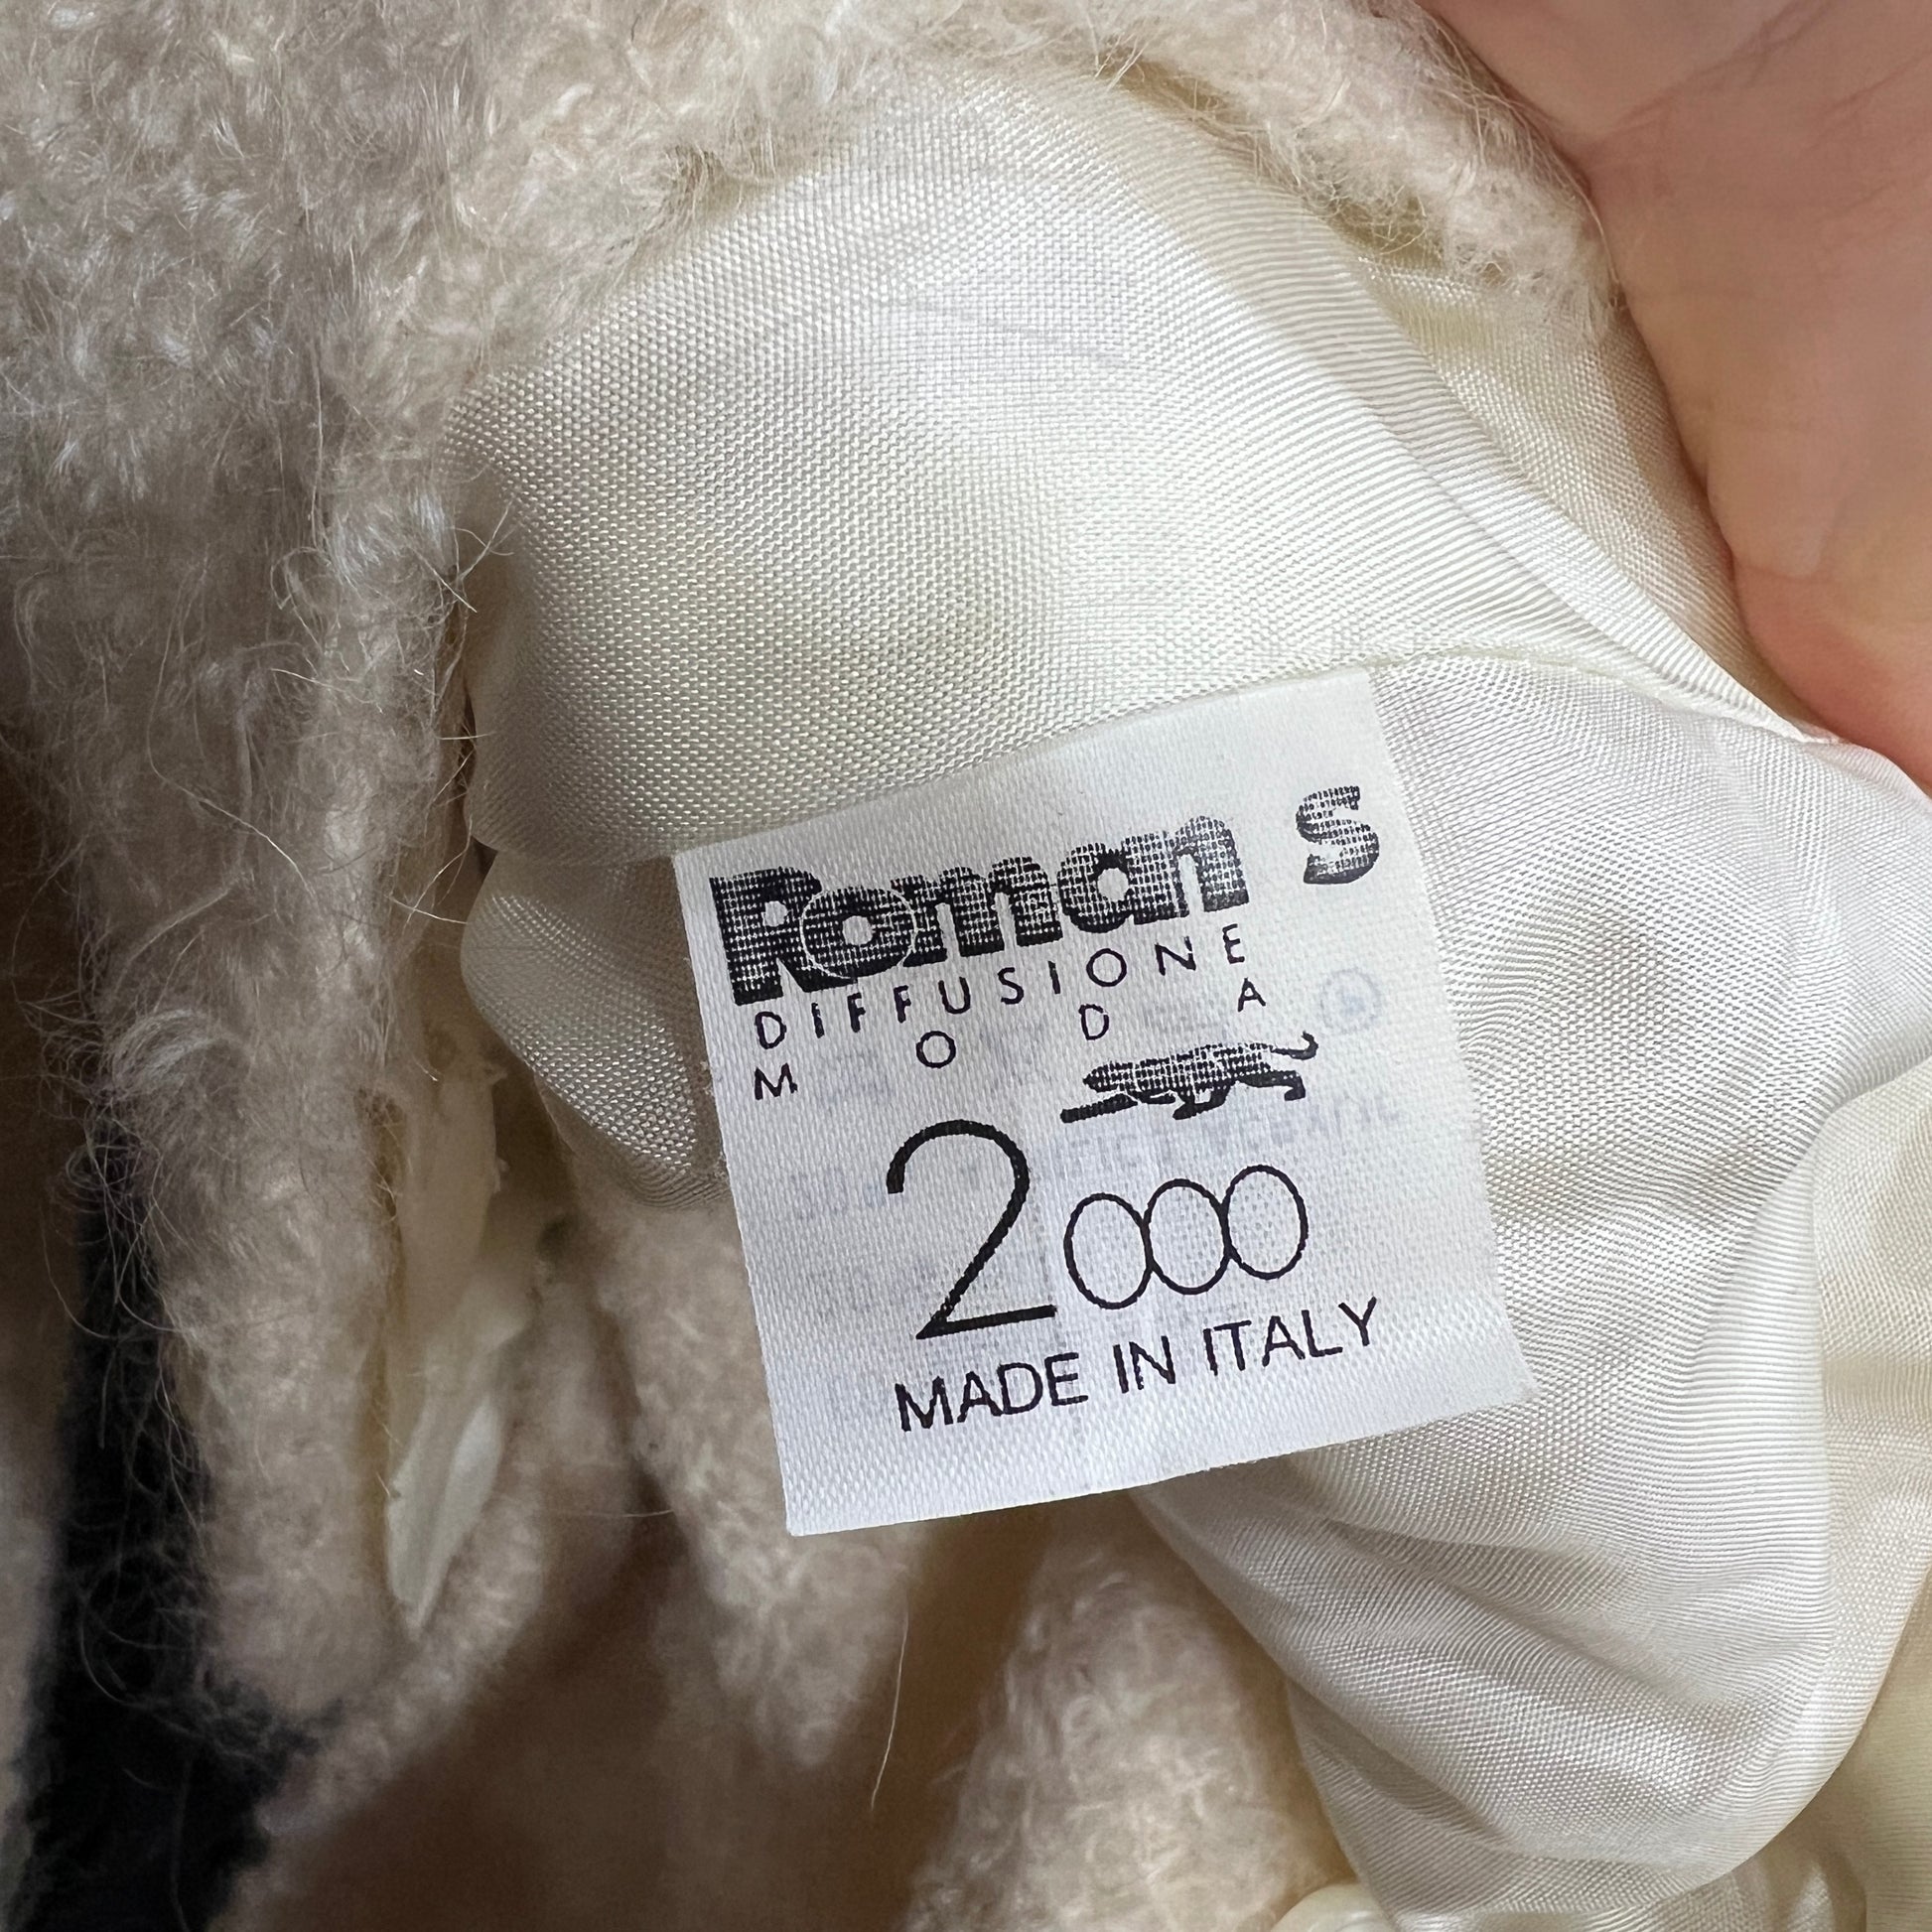 Roman S
DIFFUSIONE
M O D A
2000
MADE IN ITALY